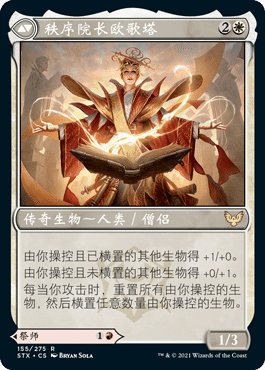 秩序院长欧歌塔 2
传奇生物～人类 / 僧侣
由你操控且已横置的其他生物得 +1/+0。
由你操控且未横置的其他生物得 +0/+1。
每当你攻击时，重置所有由你操控的生
物，然后横置任意数量由你操控的生物。
祭师 1
1/3
155/275 R
STX • CS BRYAN SOLA
™ & © 2021 Wizards of the Coast